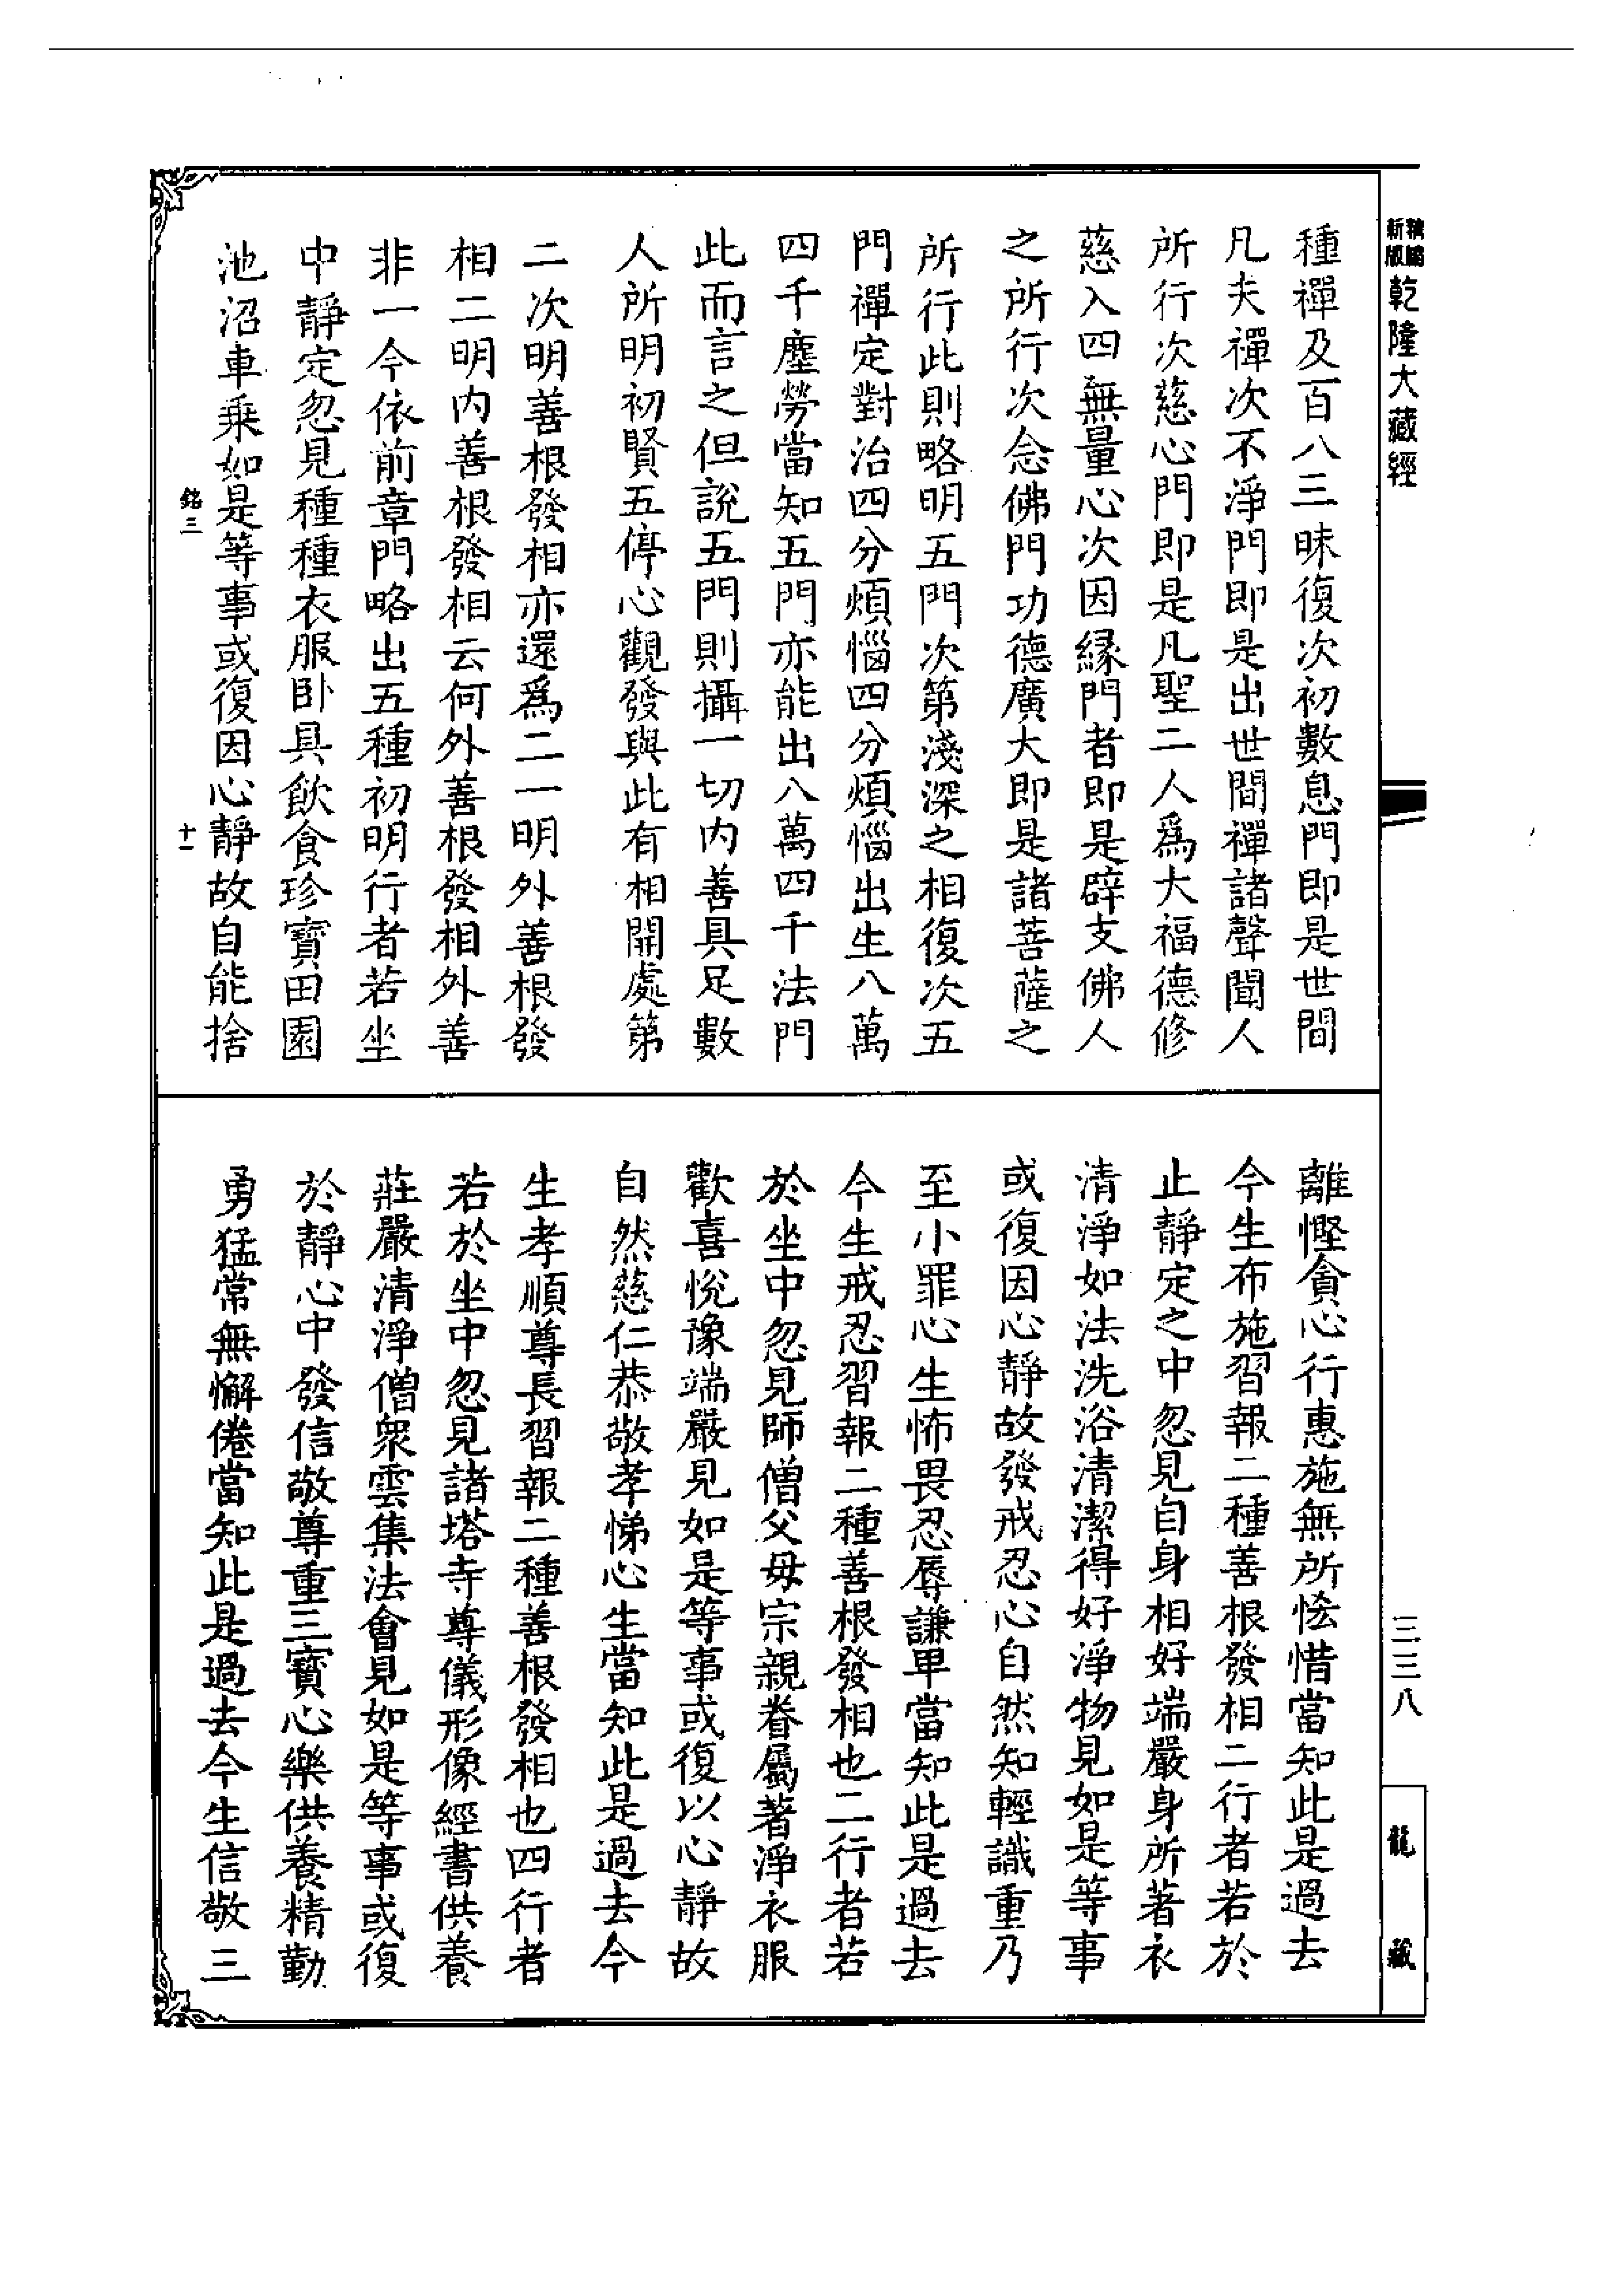 精編新版
乾隆大藏經
三三八
龍藏
種禪及百八三昧復次初數息門即是世間
凡夫禪次不淨門即是出世間禪諸聲聞人
所行次慈心門即是凡聖二人爲大福德修
慈入四無量心次因緣門者即是辟支佛人
之所行次念佛門功德廣大即是諸菩薩之
所行此則略明五門次第淺深之相復次五
門禪定對治四分煩惱四分煩惱出生八萬
四千塵勞當知五門亦能出八萬四千法門
此而言之但說五門則攝一切內善具足數
人所明初賢五停心觀發與此有相開處第
二次明善根發相亦還爲二一明外善根發
相二明內善根發相云何外善根發相外善
非一今依前章門略出五種初明行者若坐
中靜定忽見種種衣服臥具飲食珍寶田園
池沼車乘如是等事或復因心靜故自能捨
銘三
十一
離慳貪心行惠施無所悋惜當知此是過去
今生布施習報二種善根發相二行者若於
止靜定之中忽見自身相好端嚴身所著衣
清淨如法洗浴清潔得好淨物見如是等事
或復因心靜故發戒忍心自然知輕識重乃
至小罪心生怖畏忍辱謙卑當知此是過去
今生戒忍習報二種善根發相也二行者若
於坐中忽見師僧父母宗親眷屬著淨衣服
歡喜悅豫端嚴見如是等事或復以心靜故
自然慈仁恭敬孝悌心生當知此是過去今
生孝順尊長習報二種善根發相也四行者
若於坐中忽見諸塔寺尊儀形像經書供養
莊嚴清淨僧眾雲集法會見如是等事或復
於靜心中發信敬尊重三寶心樂供養精勤
勇猛常無懈倦當知此是過去今生信敬三